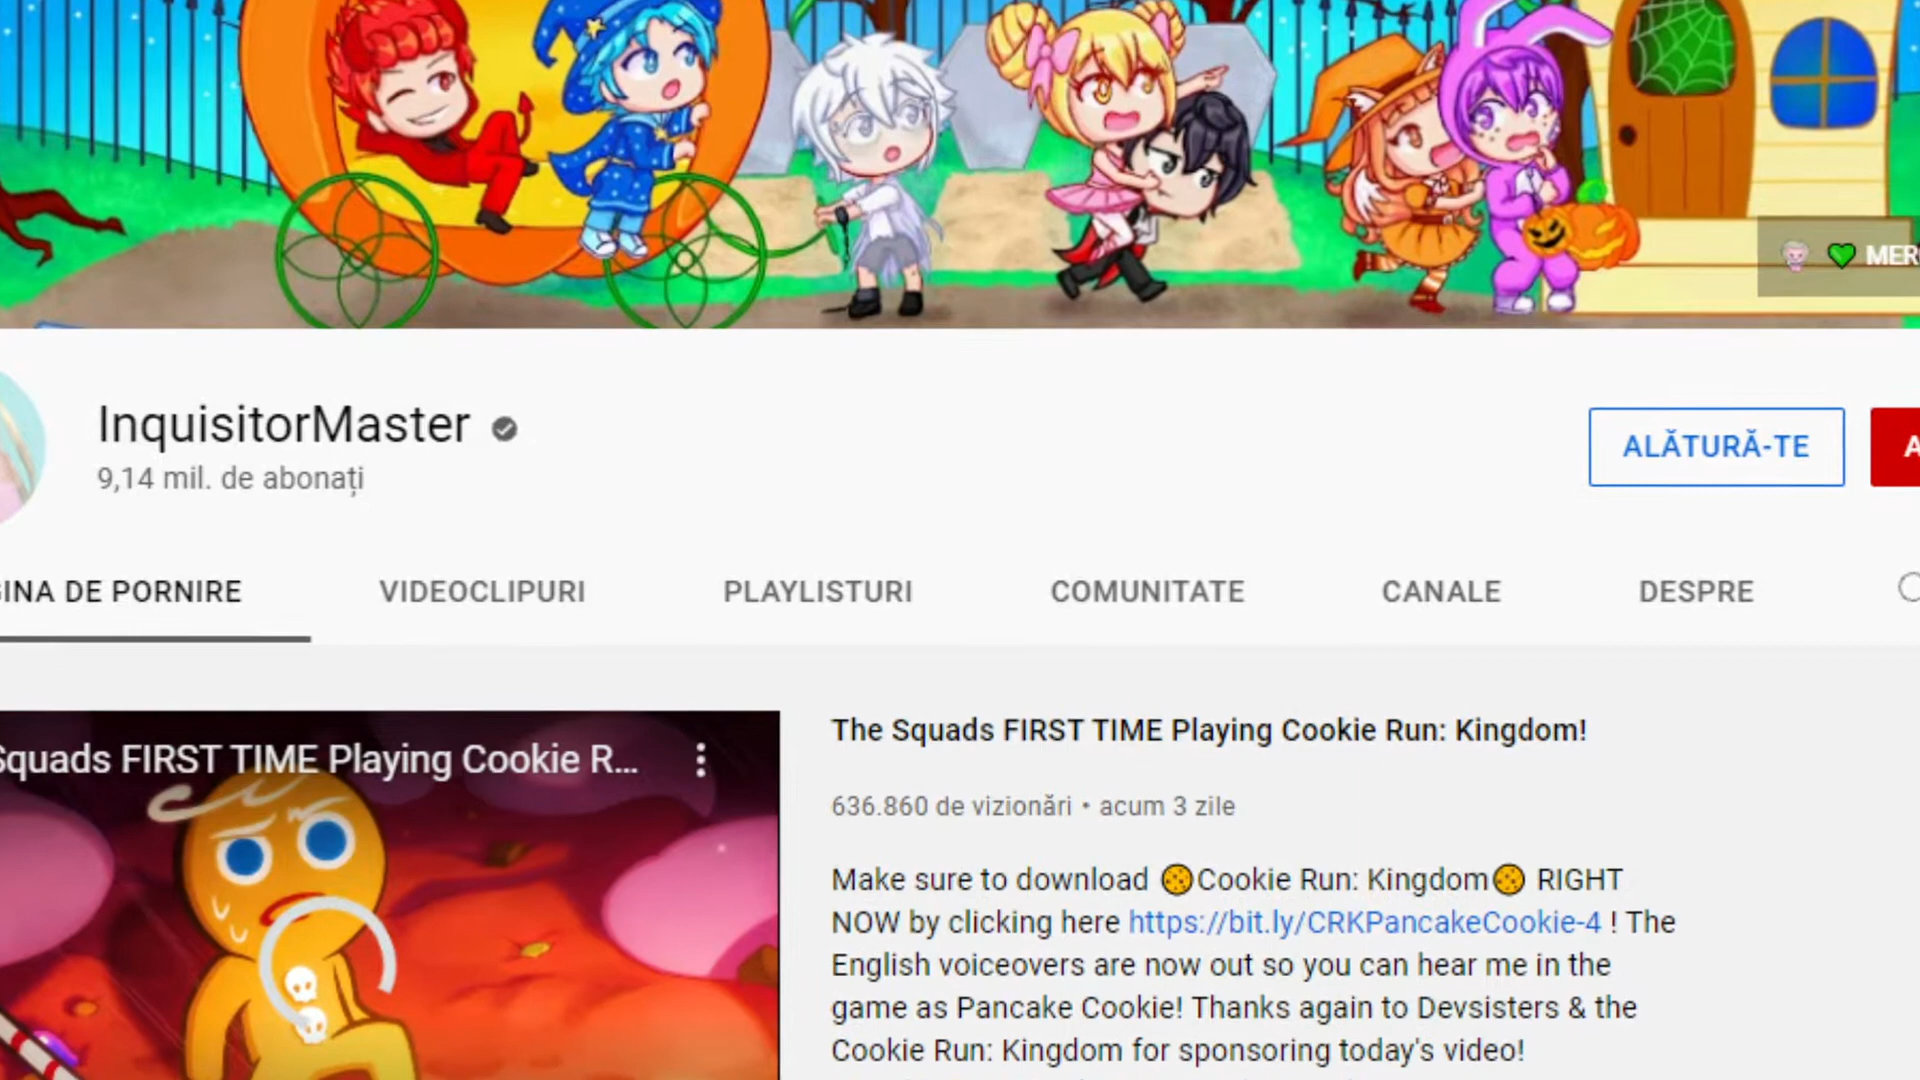 MER
InquisitorMaster
9,14 mil. de abonați
ALĂTURĂ-TE
A
GINA DE PORNIRE
VIDEOCLIPURI
PLAYLISTURI
COMUNITATE
CANALE
DESPRE
Squads FIRST TIME Playing Cookie R...
The Squads FIRST TIME Playing Cookie Run: Kingdom!
636.860 de vizionări • acum 3 zile
Make sure to download 🍪Cookie Run: Kingdom🍪 RIGHT
NOW by clicking here https://bit.ly/CRKPancakeCookie-4 ! The
English voiceovers are now out so you can hear me in the
game as Pancake Cookie! Thanks again to Devsisters & the
Cookie Run: Kingdom for sponsoring today's video!